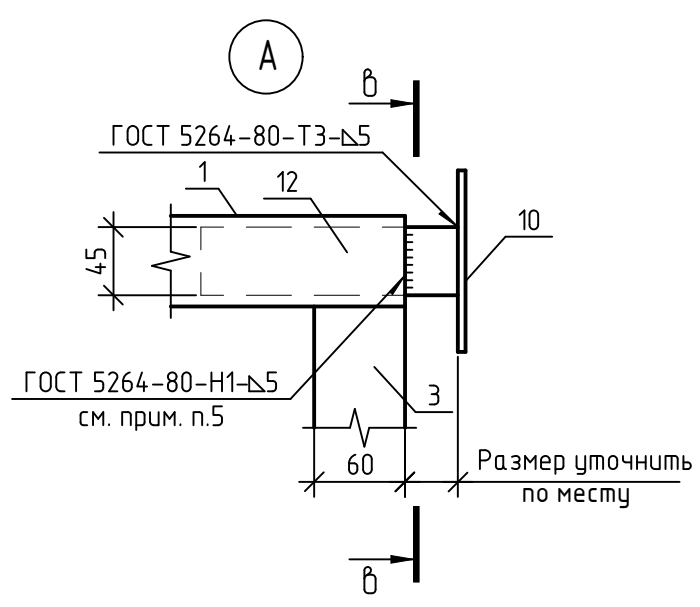 А
в
ГОСТ 5264-80-Т3-⊿5
1
12
10
45
ГОСТ 5264-80-Н1-⊿5
см. прим. п.5
3
60
Размер уточнить
по месту
в